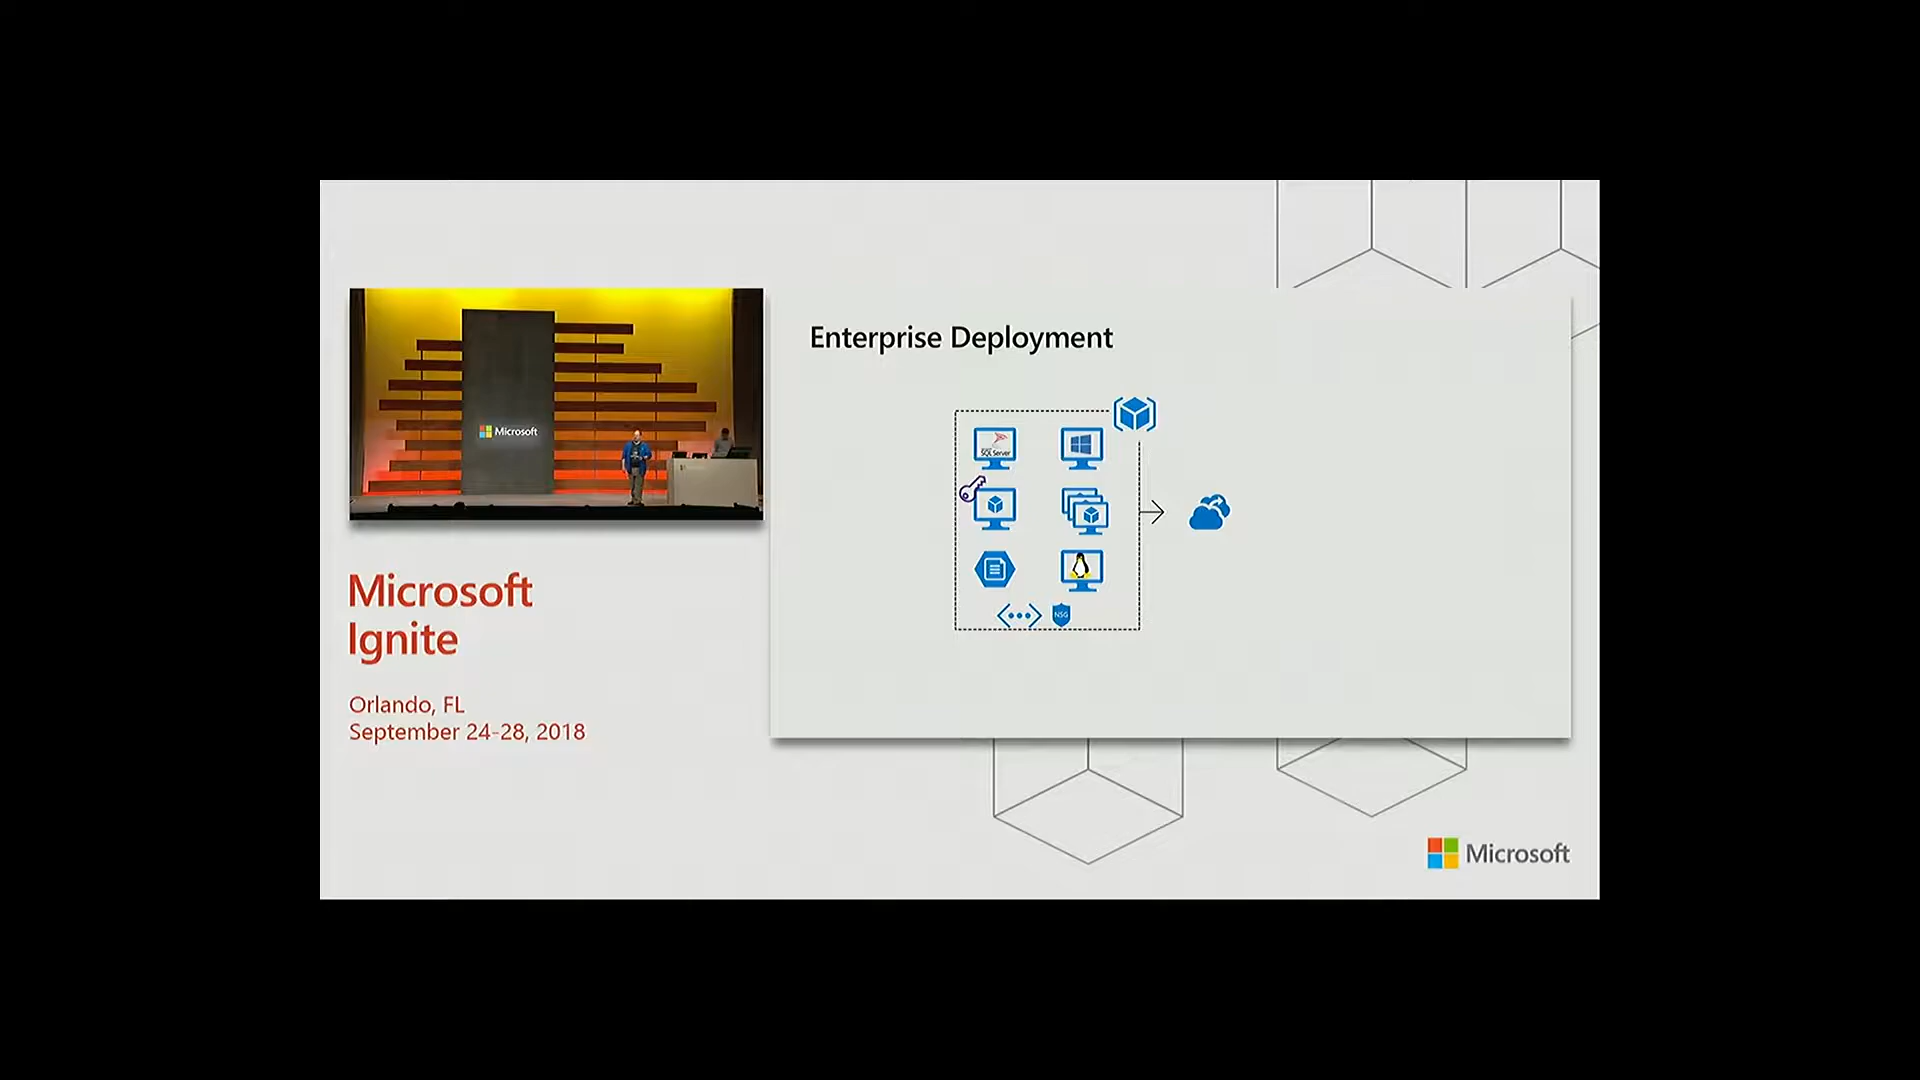 Microsoft
Enterprise Deployment
SQL Server
NSG
Microsoft
Ignite
Orlando, FL
September 24-28, 2018
Microsoft